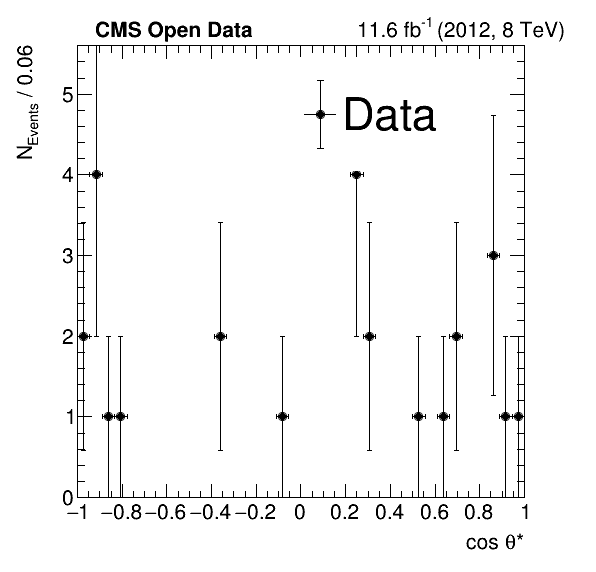 CMS Open Data 11.6 fb⁻¹ (2012, 8 TeV)
N_Events / 0.06
Data
5
4
3
2
1
0
−1 −0.8 −0.6 −0.4 −0.2 0 0.2 0.4 0.6 0.8 1
cos θ*